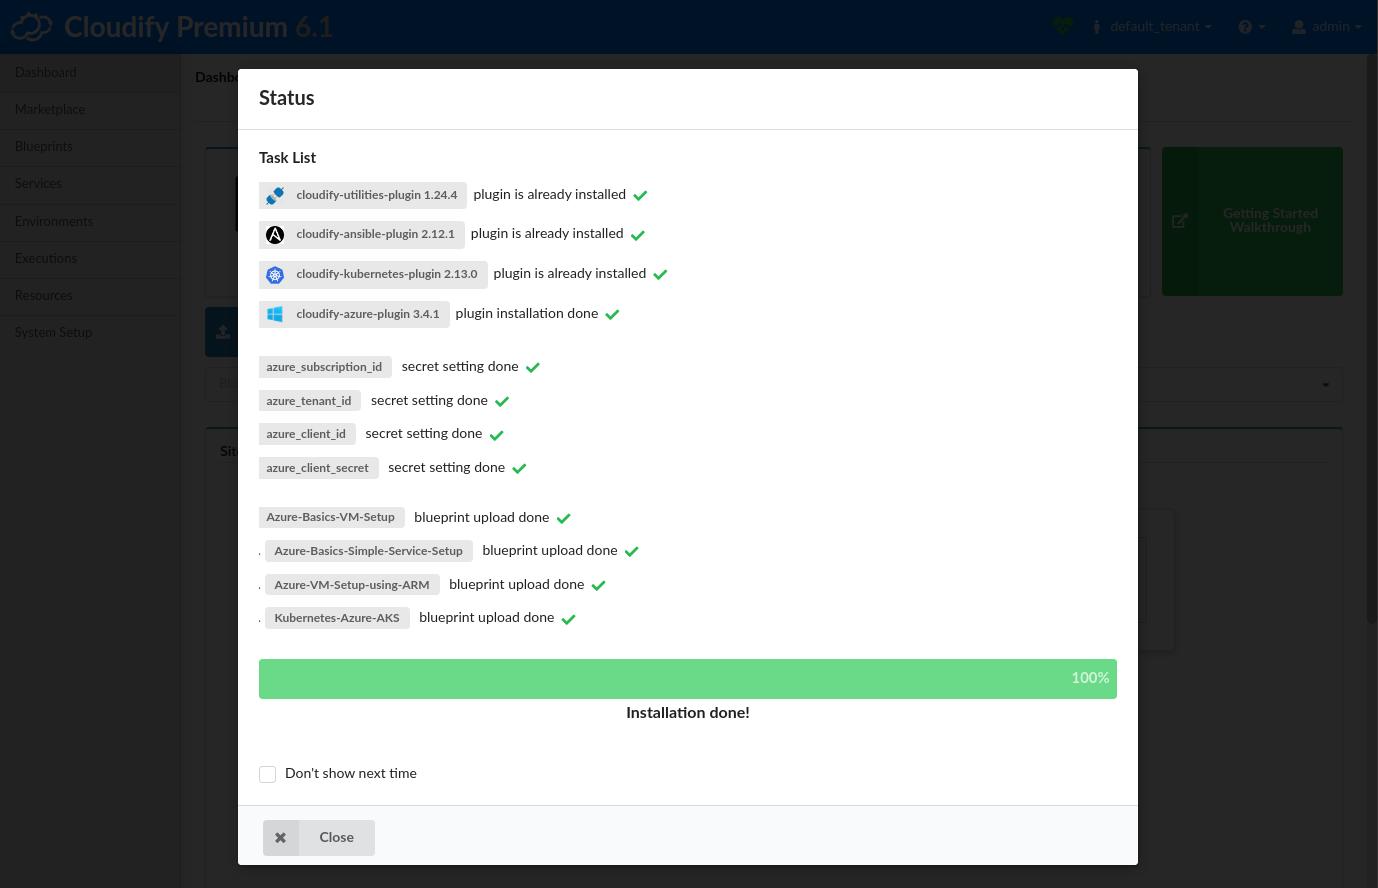 Cloudify Premium 6.1
default_tenant
admin
Dashboard
Marketplace
Blueprints
Services
Environments
Executions
Resources
System Setup
Getting Started
Walkthrough
Status
Task List
cloudify-utilities-plugin 1.24.4 plugin is already installed
cloudify-ansible-plugin 2.12.1 plugin is already installed
cloudify-kubernetes-plugin 2.13.0 plugin is already installed
cloudify-azure-plugin 3.4.1 plugin installation done
azure_subscription_id secret setting done
azure_tenant_id secret setting done
azure_client_id secret setting done
azure_client_secret secret setting done
Azure-Basics-VM-Setup blueprint upload done
. Azure-Basics-Simple-Service-Setup blueprint upload done
. Azure-VM-Setup-using-ARM blueprint upload done
. Kubernetes-Azure-AKS blueprint upload done
100%
Installation done!
Don't show next time
Close